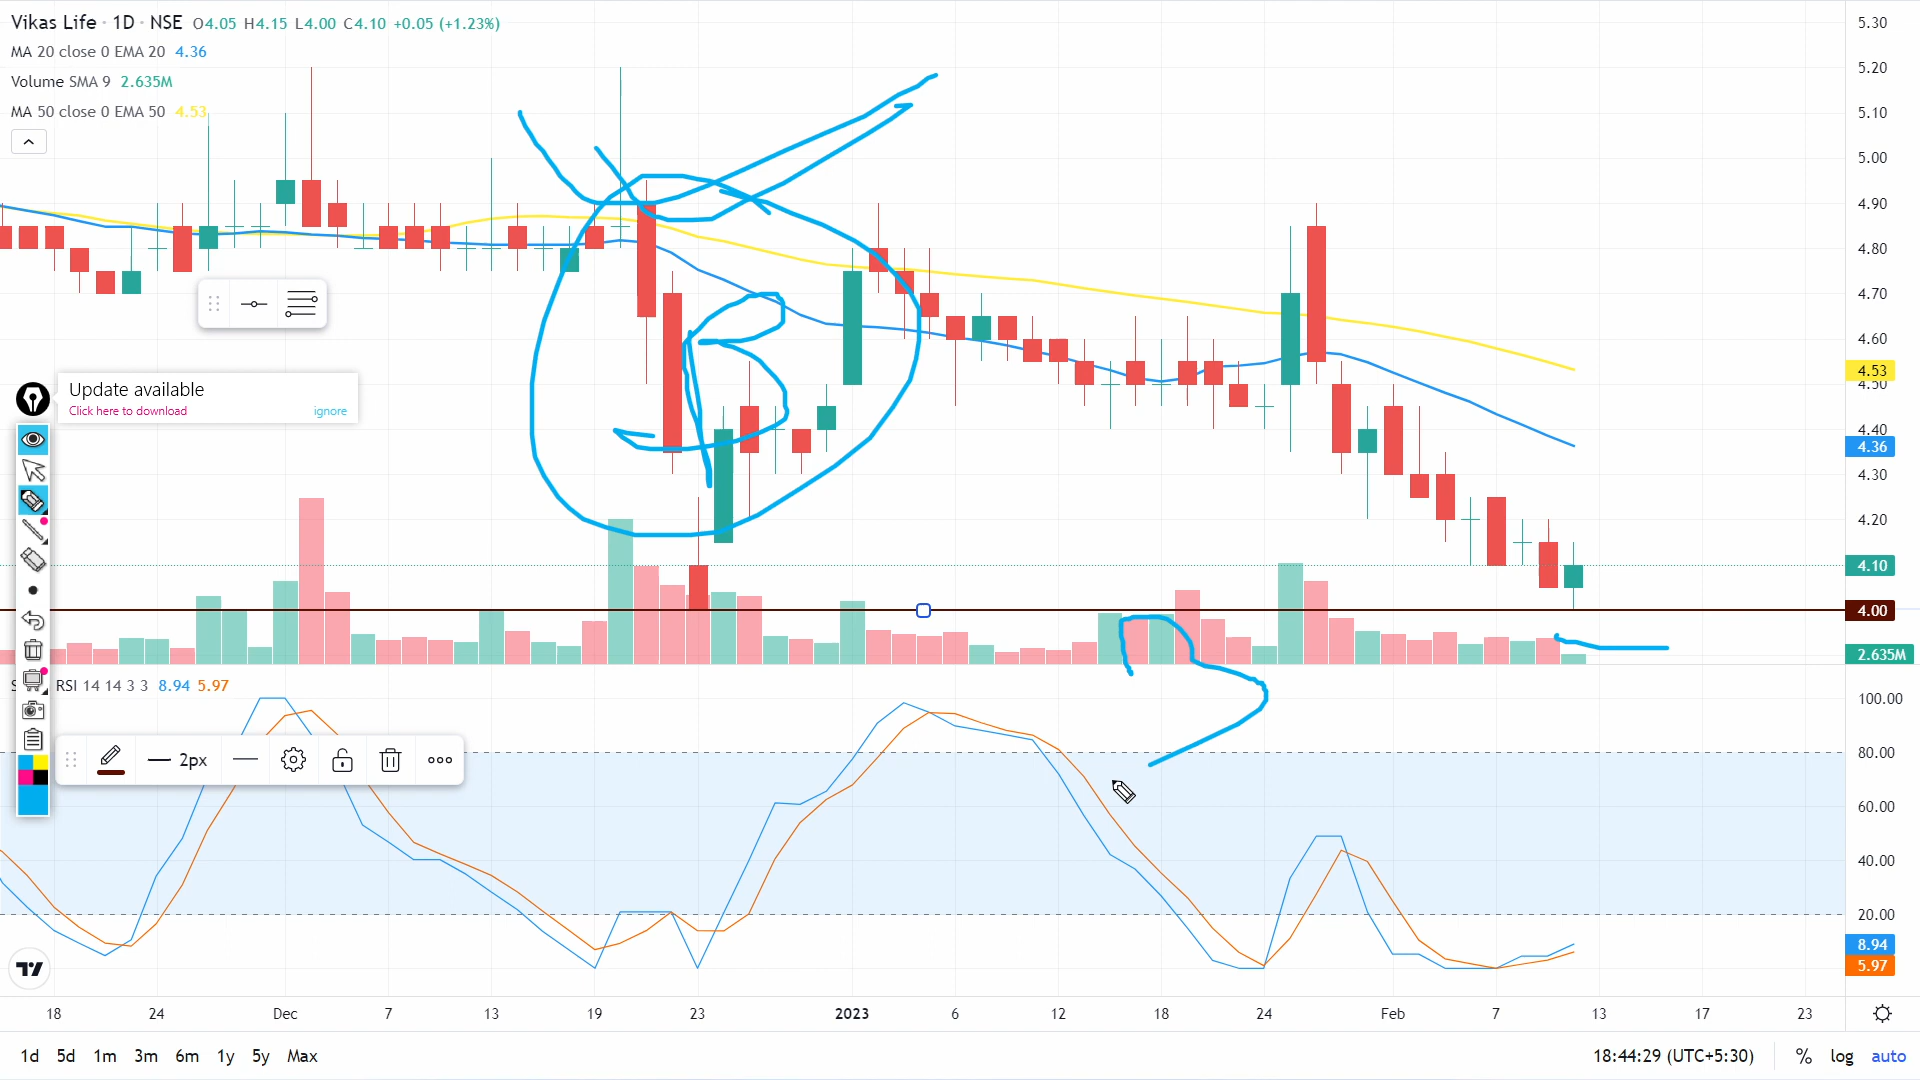 Vikas Life · 1D · NSE O4.05 H4.15 L4.00 C4.10 +0.05 (+1.23%)
MA 20 close 0 EMA 20 4.36
Volume SMA 9 2.635M
MA 50 close 0 EMA 50 4.53
5.30
5.20
5.10
5.00
4.90
4.80
4.70
4.60
4.53
4.50
4.40
4.36
4.30
4.20
4.10
4.00
2.635M
Update available
Click here to download ignore
RSI 14 14 3 3 8.94 5.97
2px
100.00
80.00
60.00
40.00
20.00
8.94
5.97
18 24 Dec 7 13 19 23 2023 6 12 18 24 Feb 7 13 17 23
1d 5d 1m 3m 6m 1y 5y Max 18:44:29 (UTC+5:30) % log auto